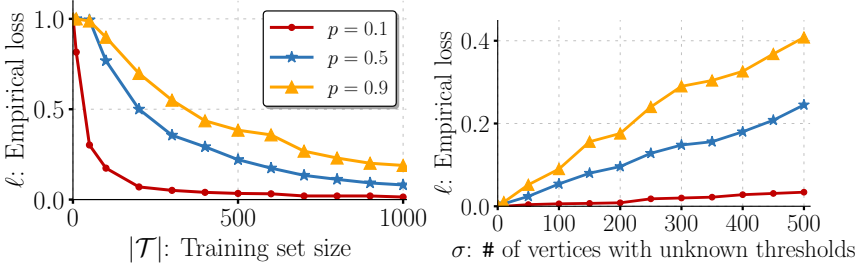 ℓ: Empirical loss
1.0
0.5
0.0
0
500
1000
|𝒯|: Training set size
p = 0.1
p = 0.5
p = 0.9
ℓ: Empirical loss
0.4
0.2
0.0
0
100
200
300
400
500
σ: # of vertices with unknown thresholds